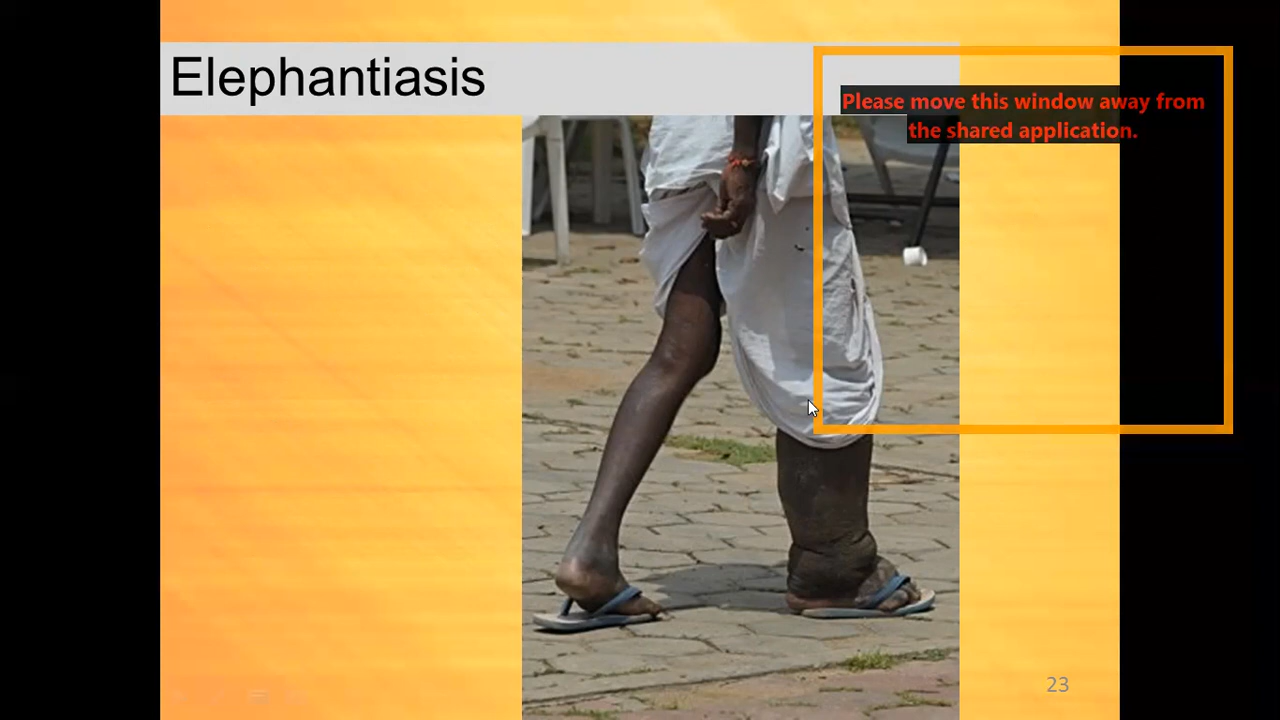 Elephantiasis
Please move this window away from
the shared application.
23